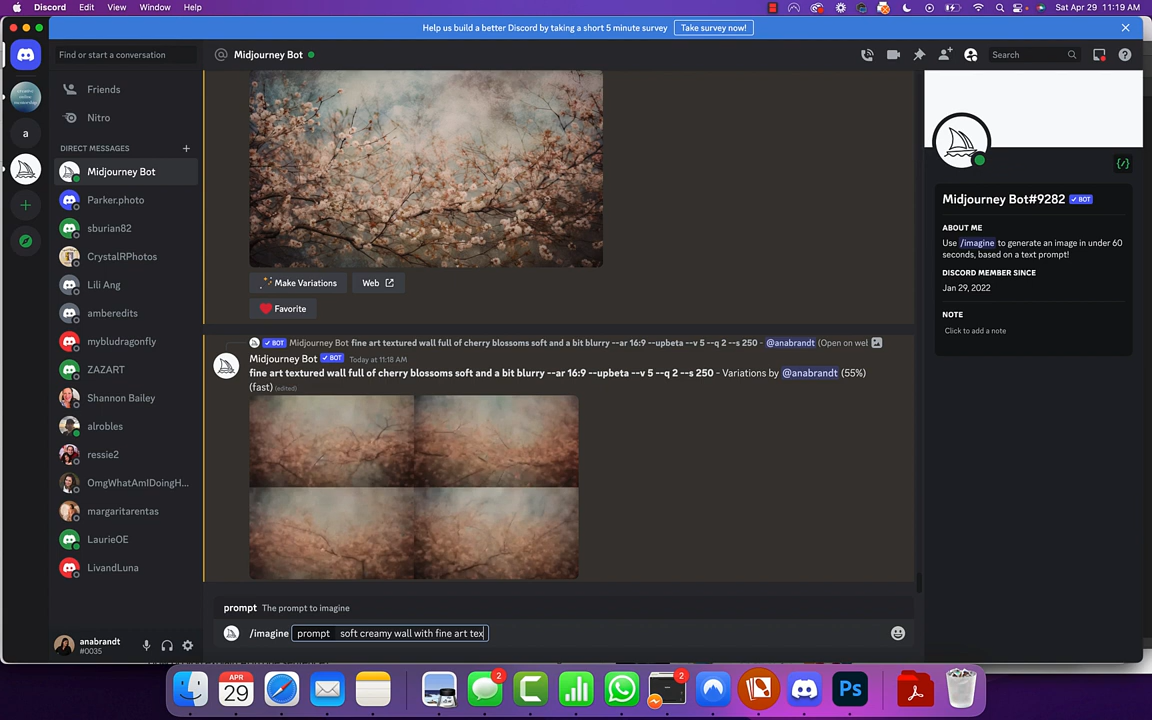 Discord Edit View Window Help
Sat Apr 29 11:19 AM
Help us build a better Discord by taking a short 5 minute survey
Take survey now!
Find or start a conversation
Midjourney Bot
Search
Friends
Nitro
DIRECT MESSAGES
Midjourney Bot
Parker.photo
sburian82
CrystalRPhotos
Lili Ang
amberedits
mybludragonfly
ZAZART
Shannon Bailey
alrobles
ressie2
OmgWhatAmIDoingH...
margaritarentas
LaurieOE
LivandLuna
anabrandt
#0035
a
Make Variations
Web
Favorite
BOT Midjourney Bot fine art textured wall full of cherry blossoms soft and a bit blurry --ar 16:9 --upbeta --v 5 --q 2 --s 250 - @anabrandt (Open on wel
Midjourney Bot BOT Today at 11:18 AM
fine art textured wall full of cherry blossoms soft and a bit blurry --ar 16:9 --upbeta --v 5 --q 2 --s 250 - Variations by @anabrandt (55%)
(fast) (edited)
prompt The prompt to imagine
/imagine prompt soft creamy wall with fine art tex
Midjourney Bot#9282 BOT
ABOUT ME
Use /imagine to generate an image in under 60
seconds, based on a text prompt!
DISCORD MEMBER SINCE
Jan 29, 2022
NOTE
Click to add a note
APR
29
2
2
Ps